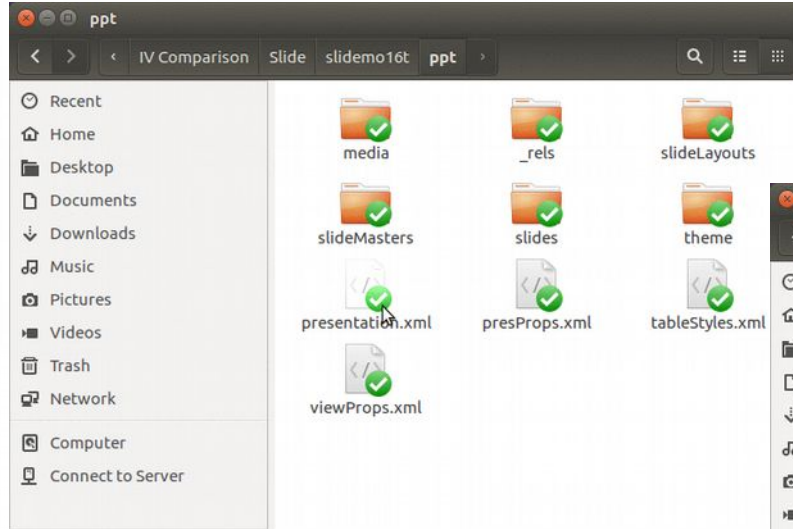 ppt
IV Comparison Slide slidemo16t ppt
Recent
Home
Desktop
Documents
Downloads
Music
Pictures
Videos
Trash
Network
Computer
Connect to Server
media _rels slideLayouts
slideMasters slides theme
presentation.xml presProps.xml tableStyles.xml
viewProps.xml